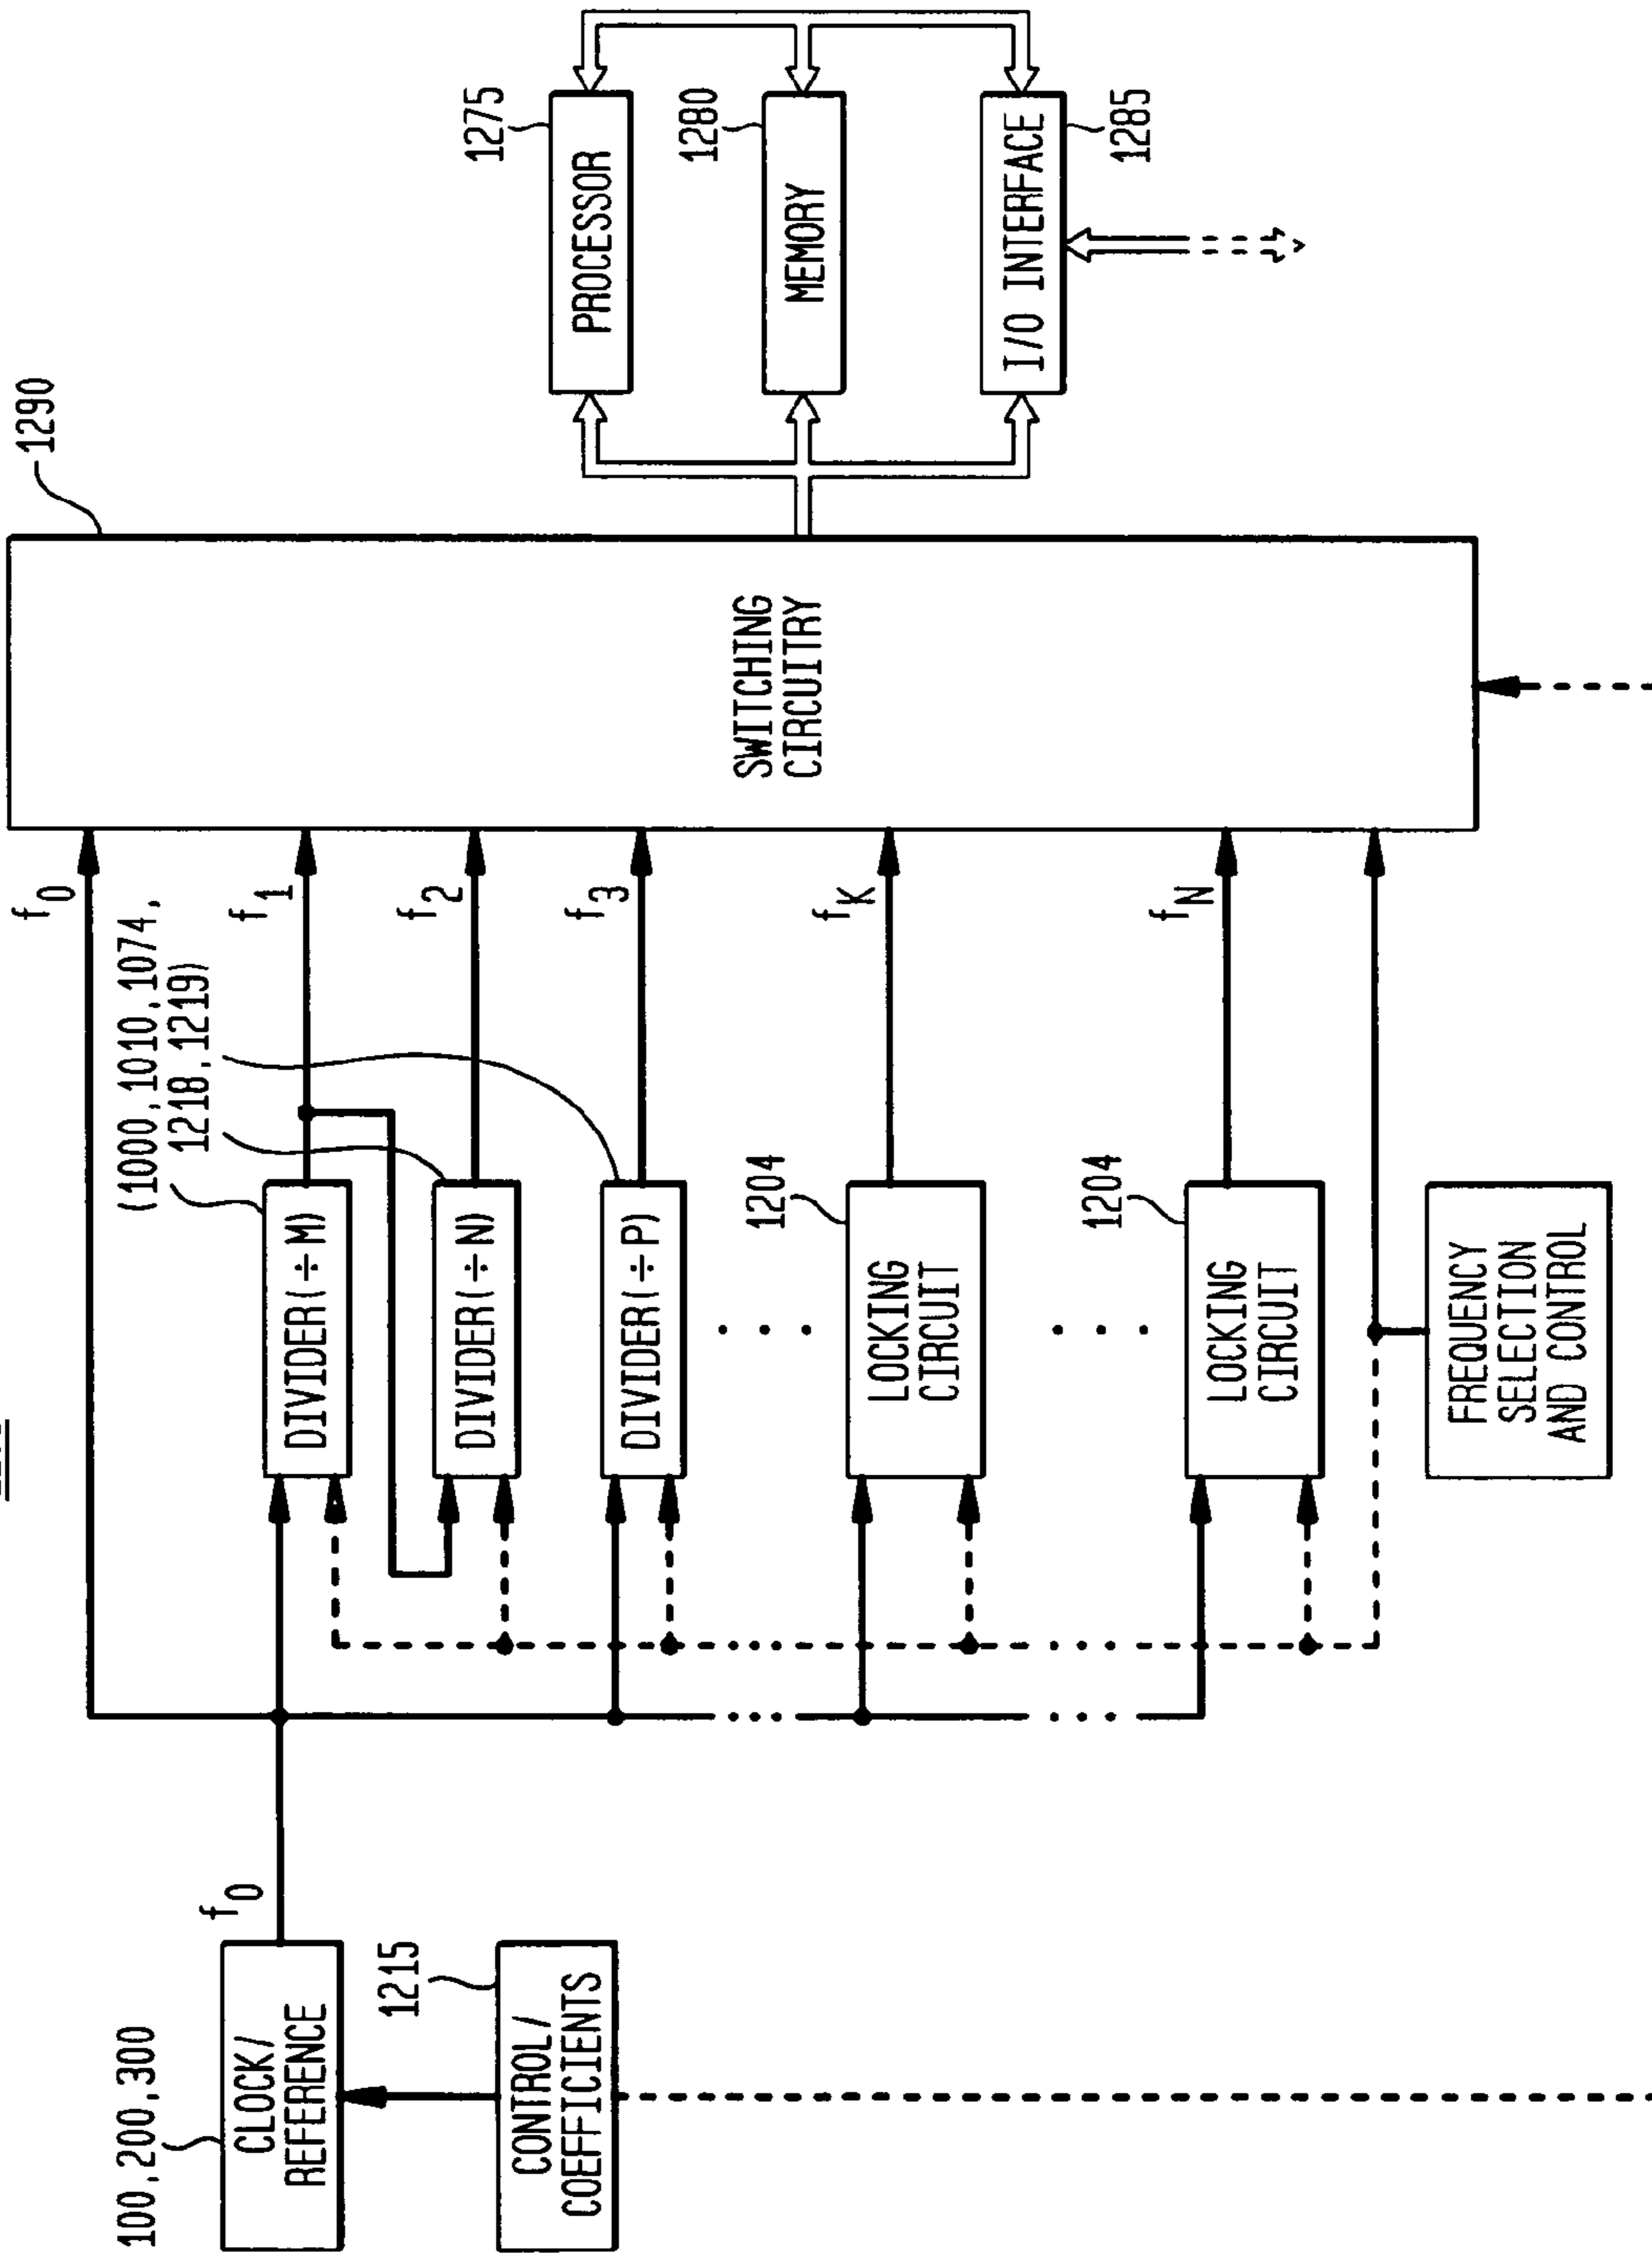 100,200,300
CLOCK/
REFERENCE
f0
1215
CONTROL/
COEFFICIENTS
(1000,1010,1074,
1218,1219)
DIVIDER(÷M)
DIVIDER(÷N)
DIVIDER(÷P)
1204
LOCKING
CIRCUIT
1204
LOCKING
CIRCUIT
FREQUENCY
SELECTION
AND CONTROL
f0
f1
f2
f3
fK
fN
1290
SWITCHING
CIRCUITRY
1275
PROCESSOR
1280
MEMORY
1285
I/O INTERFACE